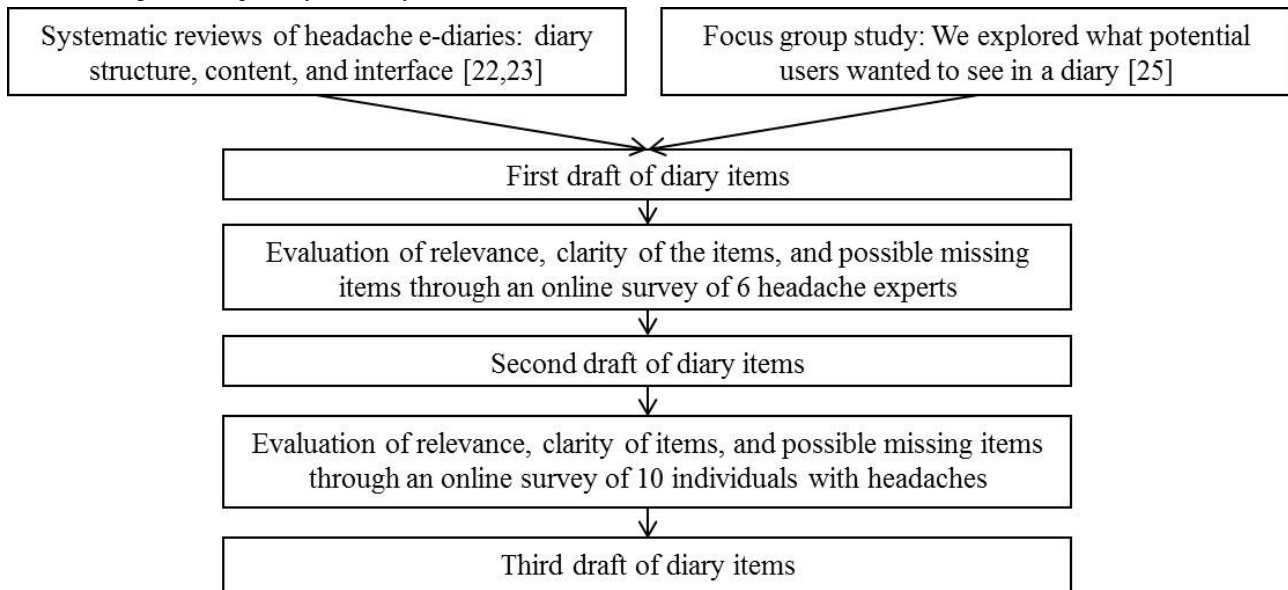 Systematic reviews of headache e-diaries: diary
structure, content, and interface [22,23]
Focus group study: We explored what potential
users wanted to see in a diary [25]
First draft of diary items
Evaluation of relevance, clarity of the items, and possible missing
items through an online survey of 6 headache experts
Second draft of diary items
Evaluation of relevance, clarity of items, and possible missing items
through an online survey of 10 individuals with headaches
Third draft of diary items